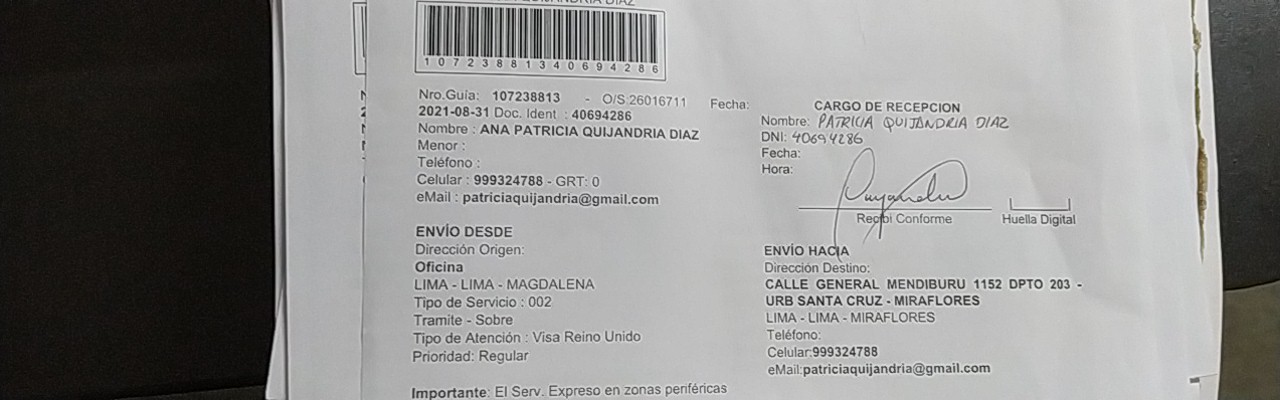 QUIJANDRIA DIAZ
10723881340694286
Nro.Guía: 107238813 - O/S.26016711 Fecha:
2021-08-31 Doc. Ident : 40694286
Nombre : ANA PATRICIA QUIJANDRIA DIAZ
Menor :
Teléfono :
Celular : 999324788 - GRT: 0
eMail : patriciaquijandria@gmail.com
CARGO DE RECEPCION
Nombre: PATRICIA QUIJANDRIA DIAZ
DNI: 40694286
Fecha:
Hora:
Recibi Conforme
Huella Digital
ENVÍO DESDE
Dirección Origen:
Oficina
LIMA - LIMA - MAGDALENA
Tipo de Servicio : 002
Tramite - Sobre
Tipo de Atención : Visa Reino Unido
Prioridad: Regular
ENVÍO HACIA
Dirección Destino:
CALLE GENERAL MENDIBURU 1152 DPTO 203 -
URB SANTA CRUZ - MIRAFLORES
LIMA - LIMA - MIRAFLORES
Teléfono:
Celular:999324788
eMail:patriciaquijandria@gmail.com
Importante: El Serv. Expreso en zonas periféricas